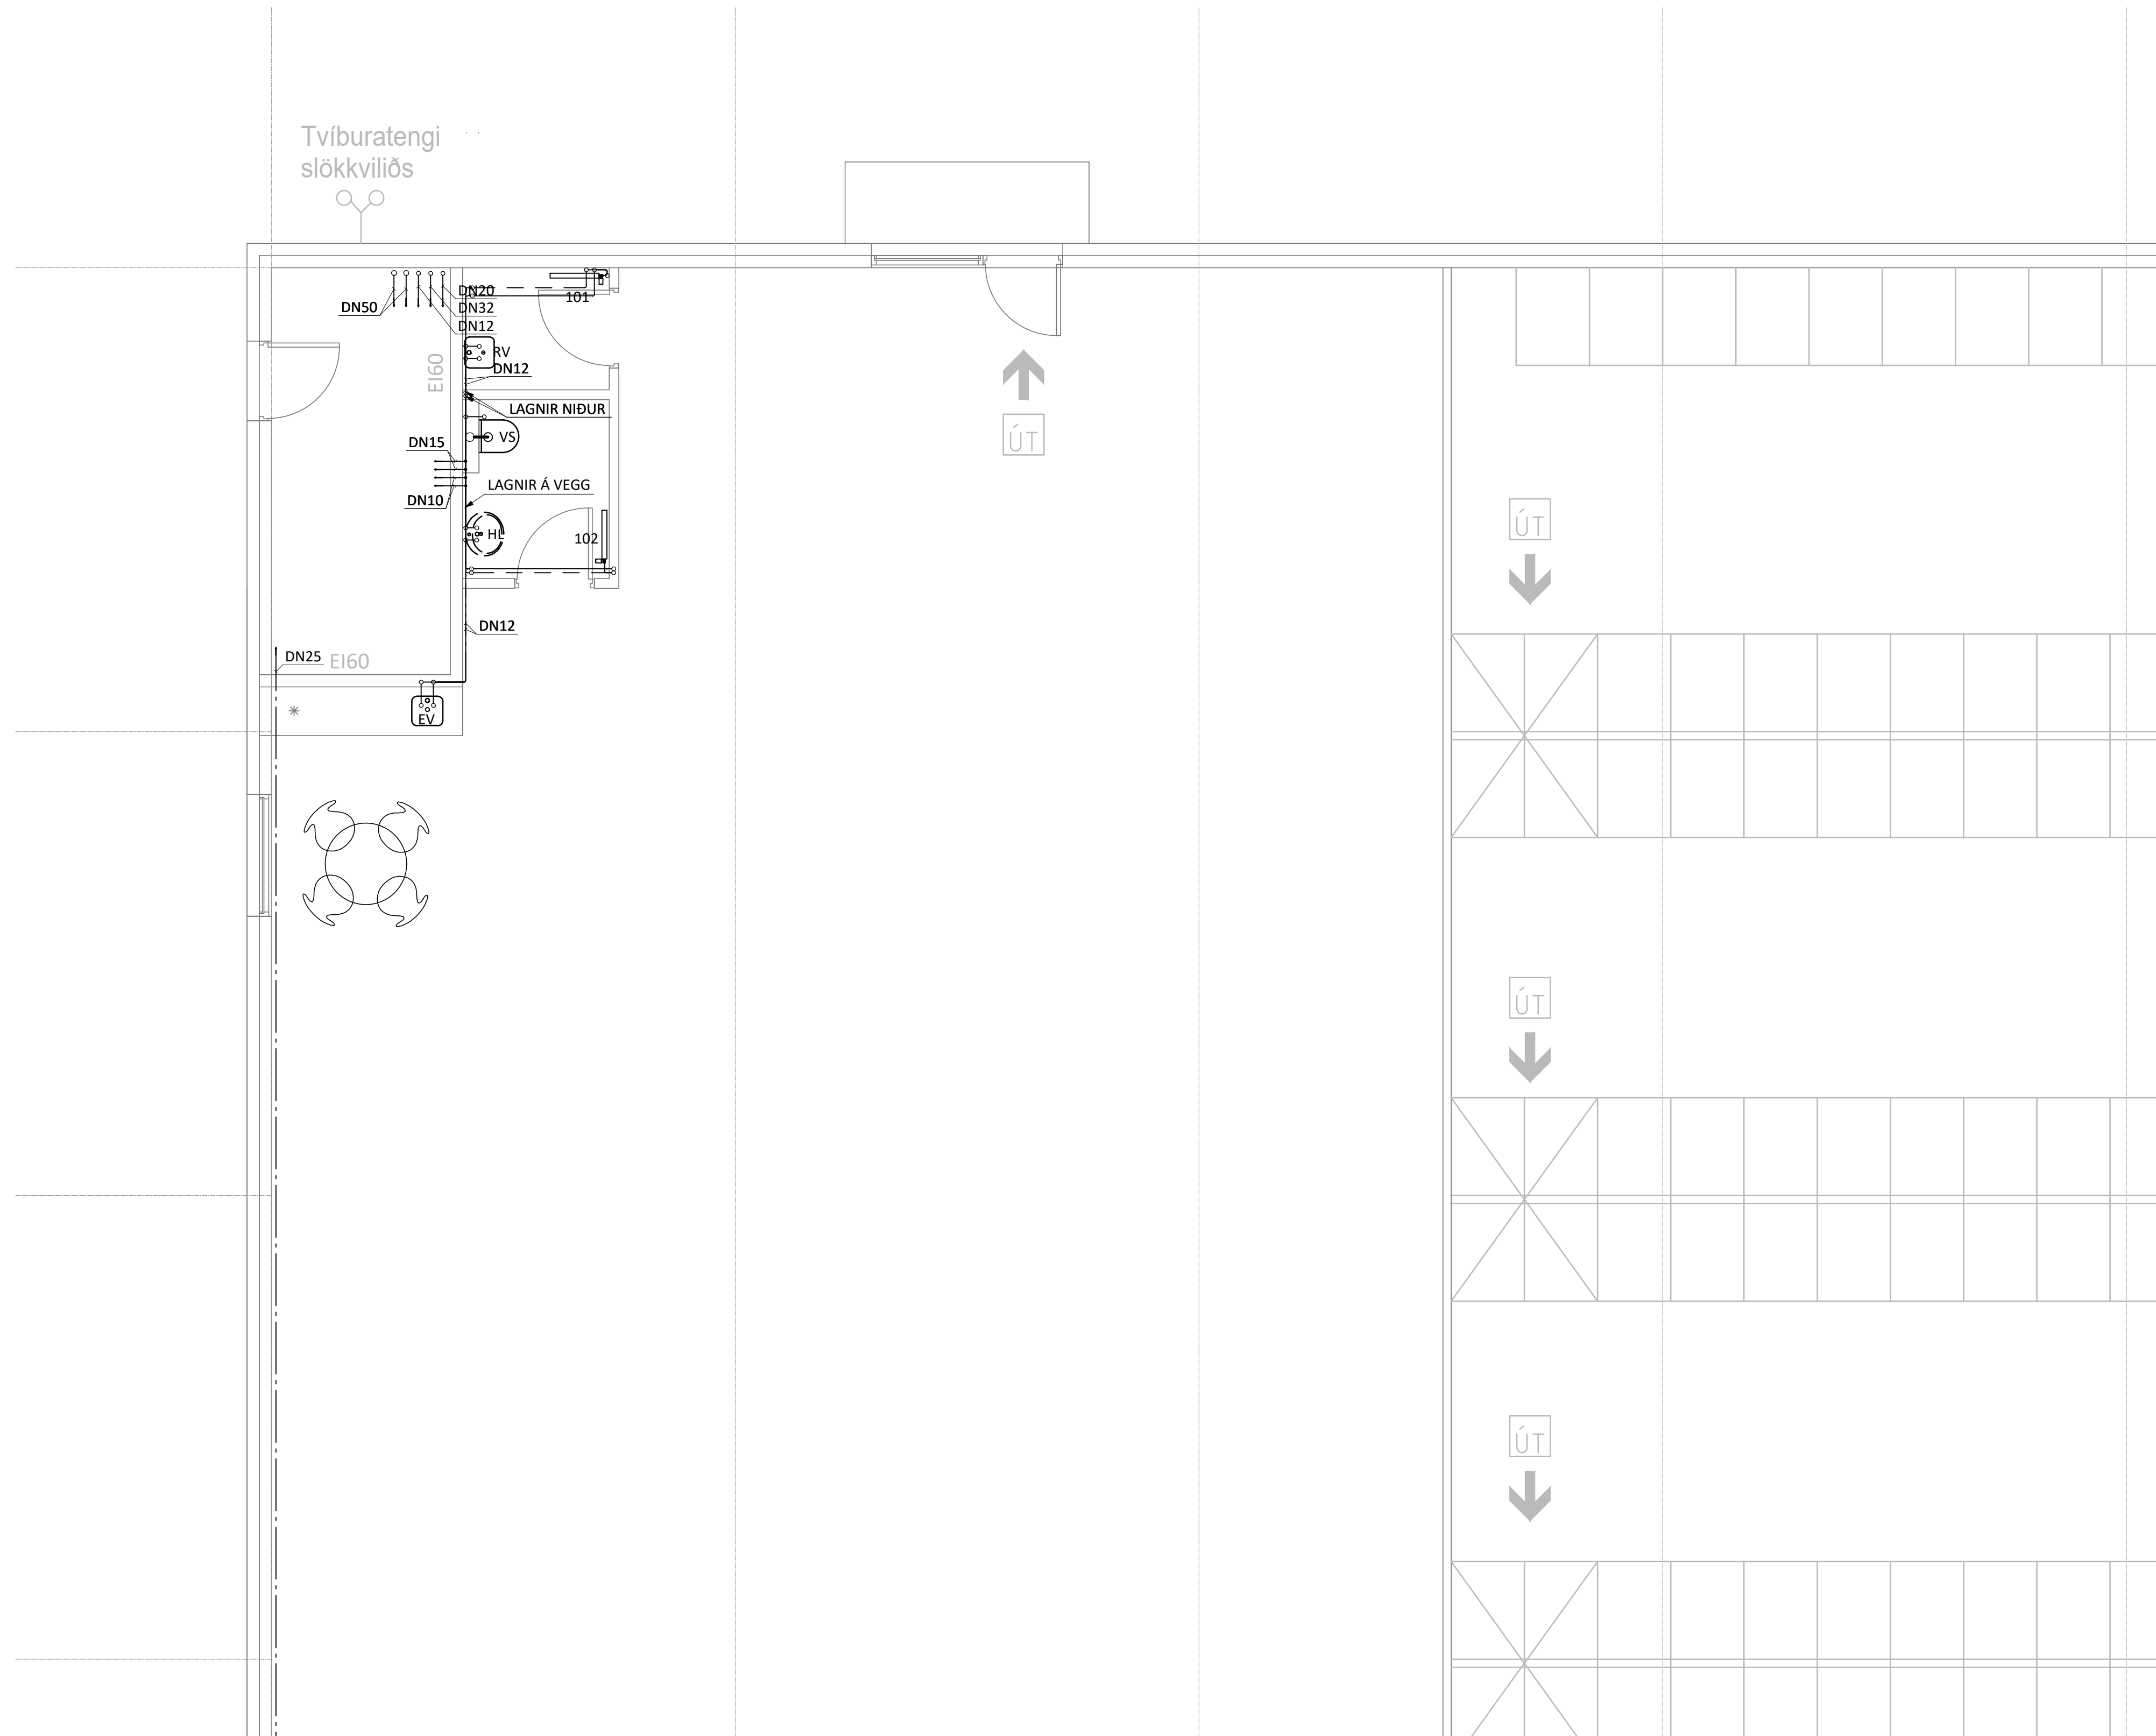 Tvíburatengi
slökkviliðs
DN20
101
DN50
DN32
DN12
RV
EI60
DN12
LAGNIR NIÐUR
ÚT
VS
DN15
LAGNIR Á VEGG
DN10
ÚT
HL
102
DN12
DN25
EI60
EV
ÚT
ÚT